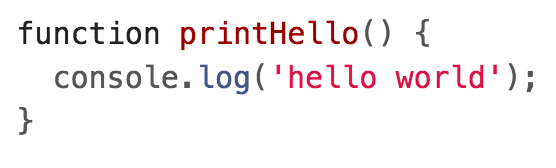 function printHello() {
  console.log('hello world');
}